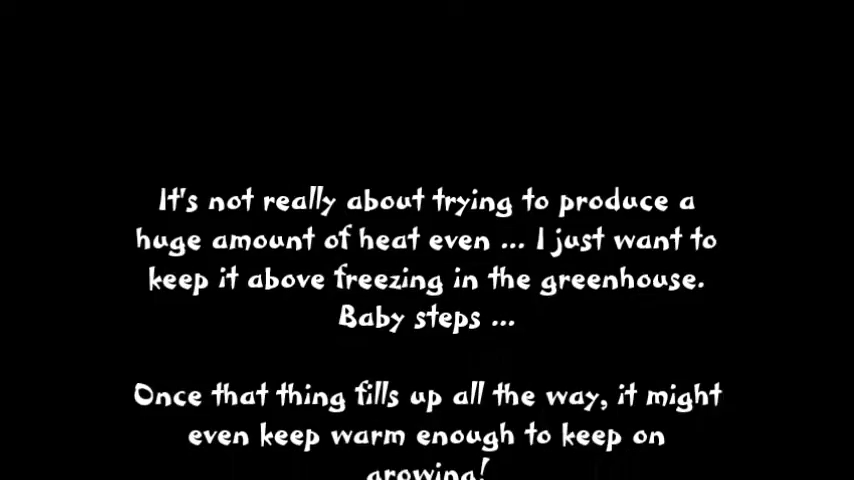 It's not really about trying to produce a
huge amount of heat even ... I just want to
keep it above freezing in the greenhouse.
Baby steps ...
Once that thing fills up all the way, it might
even keep warm enough to keep on
growing!